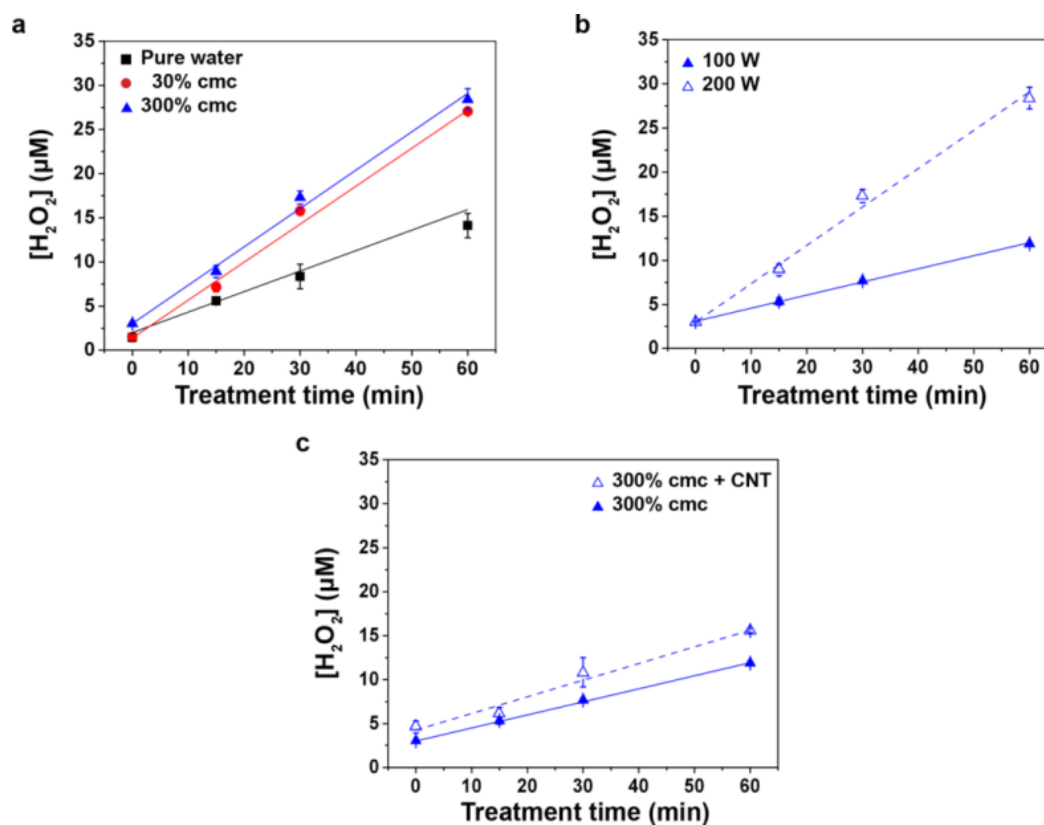 a
[H₂O₂] (µM)
35
30
25
20
15
10
5
0
Pure water
30% cmc
300% cmc
0 10 20 30 40 50 60
Treatment time (min)
b
[H₂O₂] (µM)
35
30
25
20
15
10
5
0
100 W
200 W
0 10 20 30 40 50 60
Treatment time (min)
c
[H₂O₂] (µM)
35
30
25
20
15
10
5
0
300% cmc + CNT
300% cmc
0 10 20 30 40 50 60
Treatment time (min)